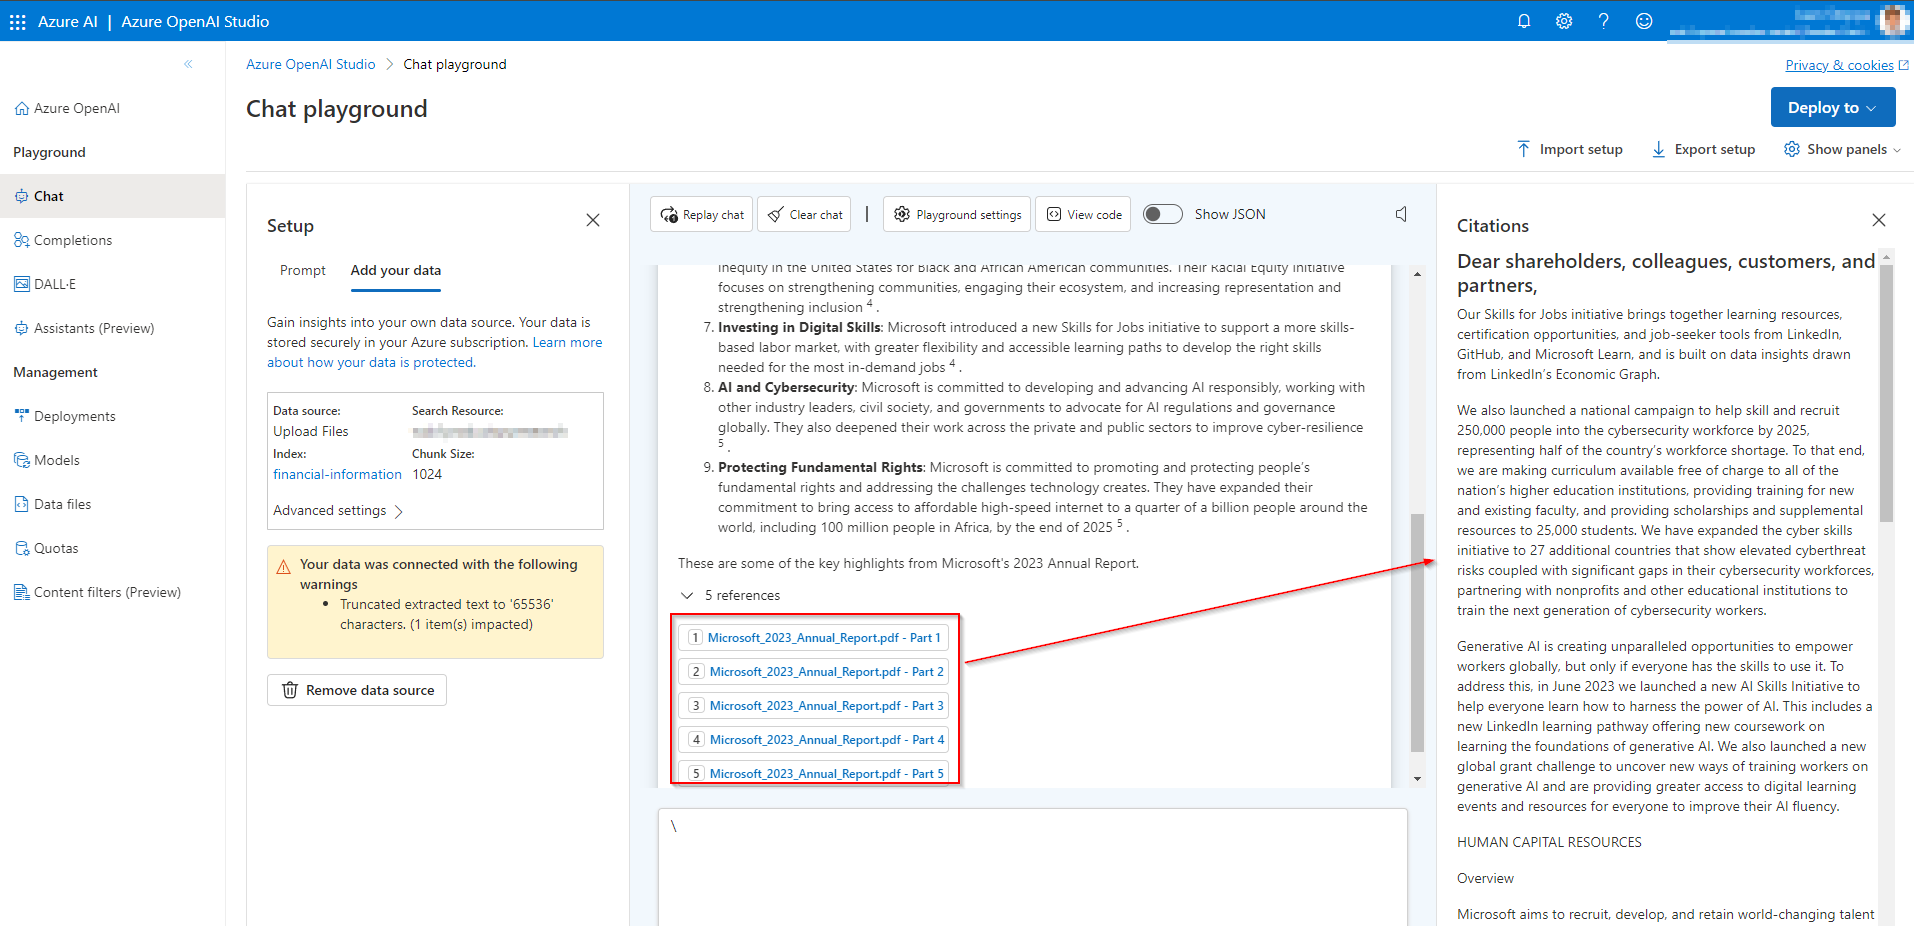 Azure AI | Azure OpenAI Studio
Azure OpenAI Studio > Chat playground
Privacy & cookies
Chat playground
Deploy to
Import setup
Export setup
Show panels
Azure OpenAI
Playground
Chat
Completions
DALL·E
Assistants (Preview)
Management
Deployments
Models
Data files
Quotas
Content filters (Preview)
Setup
Prompt
Add your data
Gain insights into your own data source. Your data is
stored securely in your Azure subscription. Learn more
about how your data is protected.
Data source:
Upload Files
Search Resource:
Index:
financial-information
Chunk Size:
1024
Advanced settings
Your data was connected with the following
warnings
• Truncated extracted text to '65536'
characters. (1 item(s) impacted)
Remove data source
Replay chat
Clear chat
|
Playground settings
View code
Show JSON
inequity in the United States for Black and African American communities. Their Racial Equity Initiative
focuses on strengthening communities, engaging their ecosystem, and increasing representation and
strengthening inclusion 4 .
7. Investing in Digital Skills: Microsoft introduced a new Skills for Jobs initiative to support a more skills-
based labor market, with greater flexibility and accessible learning paths to develop the right skills
needed for the most in-demand jobs 4 .
8. AI and Cybersecurity: Microsoft is committed to developing and advancing AI responsibly, working with
other industry leaders, civil society, and governments to advocate for AI regulations and governance
globally. They also deepened their work across the private and public sectors to improve cyber-resilience
5 .
9. Protecting Fundamental Rights: Microsoft is committed to promoting and protecting people's
fundamental rights and addressing the challenges technology creates. They have expanded their
commitment to bring access to affordable high-speed internet to a quarter of a billion people around the
world, including 100 million people in Africa, by the end of 2025 5 .
These are some of the key highlights from Microsoft's 2023 Annual Report.
5 references
1 Microsoft_2023_Annual_Report.pdf - Part 1
2 Microsoft_2023_Annual_Report.pdf - Part 2
3 Microsoft_2023_Annual_Report.pdf - Part 3
4 Microsoft_2023_Annual_Report.pdf - Part 4
5 Microsoft_2023_Annual_Report.pdf - Part 5
\
Citations
Dear shareholders, colleagues, customers, and
partners,
Our Skills for Jobs initiative brings together learning resources,
certification opportunities, and job-seeker tools from LinkedIn,
GitHub, and Microsoft Learn, and is built on data insights drawn
from LinkedIn's Economic Graph.
We also launched a national campaign to help skill and recruit
250,000 people into the cybersecurity workforce by 2025,
representing half of the country's workforce shortage. To that end,
we are making curriculum available free of charge to all of the
nation's higher education institutions, providing training for new
and existing faculty, and providing scholarships and supplemental
resources to 25,000 students. We have expanded the cyber skills
initiative to 27 additional countries that show elevated cyberthreat
risks coupled with significant gaps in their cybersecurity workforces,
partnering with nonprofits and other educational institutions to
train the next generation of cybersecurity workers.
Generative AI is creating unparalleled opportunities to empower
workers globally, but only if everyone has the skills to use it. To
address this, in June 2023 we launched a new AI Skills Initiative to
help everyone learn how to harness the power of AI. This includes a
new LinkedIn learning pathway offering new coursework on
learning the foundations of generative AI. We also launched a new
global grant challenge to uncover new ways of training workers on
generative AI and are providing greater access to digital learning
events and resources for everyone to improve their AI fluency.
HUMAN CAPITAL RESOURCES
Overview
Microsoft aims to recruit, develop, and retain world-changing talent